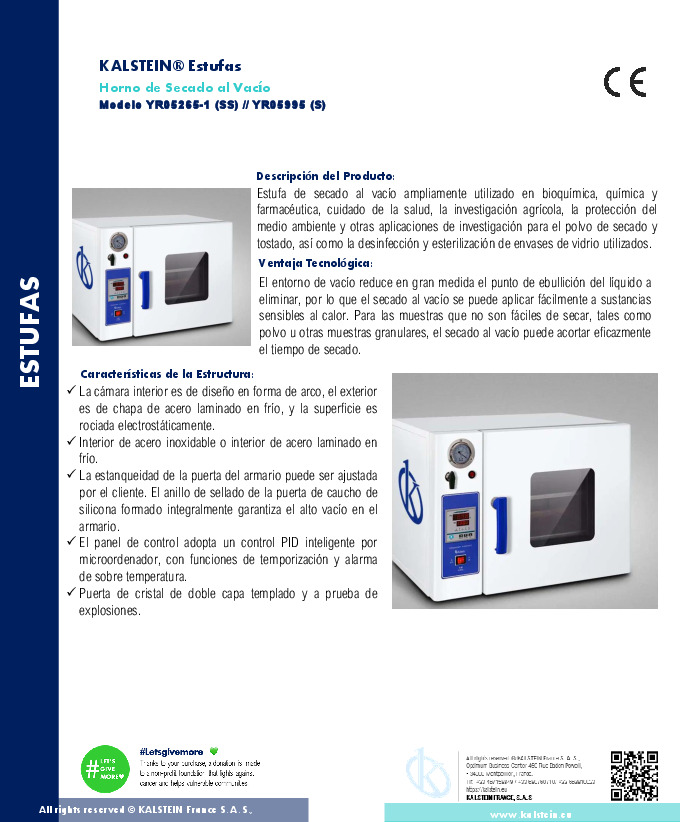 KALSTEIN® Estufas
Horno de Secado al Vacío
Modelo YR05265-1 (SS) // YR05995 (S)
CE
ESTUFAS
Descripción del Producto:
Estufa de secado al vacío ampliamente utilizado en bioquímica, química y
farmacéutica, cuidado de la salud, la investigación agrícola, la protección del
medio ambiente y otras aplicaciones de investigación para el polvo de secado y
tostado, así como la desinfección y esterilización de envases de vidrio utilizados.
Ventaja Tecnológica:
El entorno de vacío reduce en gran medida el punto de ebullición del líquido a
eliminar, por lo que el secado al vacío se puede aplicar fácilmente a sustancias
sensibles al calor. Para las muestras que no son fáciles de secar, tales como
polvo u otras muestras granulares, el secado al vacío puede acortar eficazmente
el tiempo de secado.
Características de la Estructura:
✓ La cámara interior es de diseño en forma de arco, el exterior
es de chapa de acero laminado en frío, y la superficie es
rociada electrostáticamente.
✓ Interior de acero inoxidable o interior de acero laminado en
frío.
✓ La estanqueidad de la puerta del armario puede ser ajustada
por el cliente. El anillo de sellado de la puerta de caucho de
silicona formado integralmente garantiza el alto vacío en el
armario.
✓ El panel de control adopta un control PID inteligente por
microordenador, con funciones de temporización y alarma
de sobre temperatura.
✓ Puerta de cristal de doble capa templado y a prueba de
explosiones.
#LET'S
GIVE
MORE
#Letsgivemore
Thanks to your purchase, a donation is made
to a non-profit foundation that fights against
cancer and helps vulnerable communities
All rights reserved © KALSTEIN France S. A. S.,
Optimum Business Center 450 Rue Baden Powell,
34000 Montpellier, France.
https://kalstein.eu
KALSTEIN FRANCE, S.A.S
All rights reserved © KALSTEIN France S.A.S.,
www.kalstein.eu